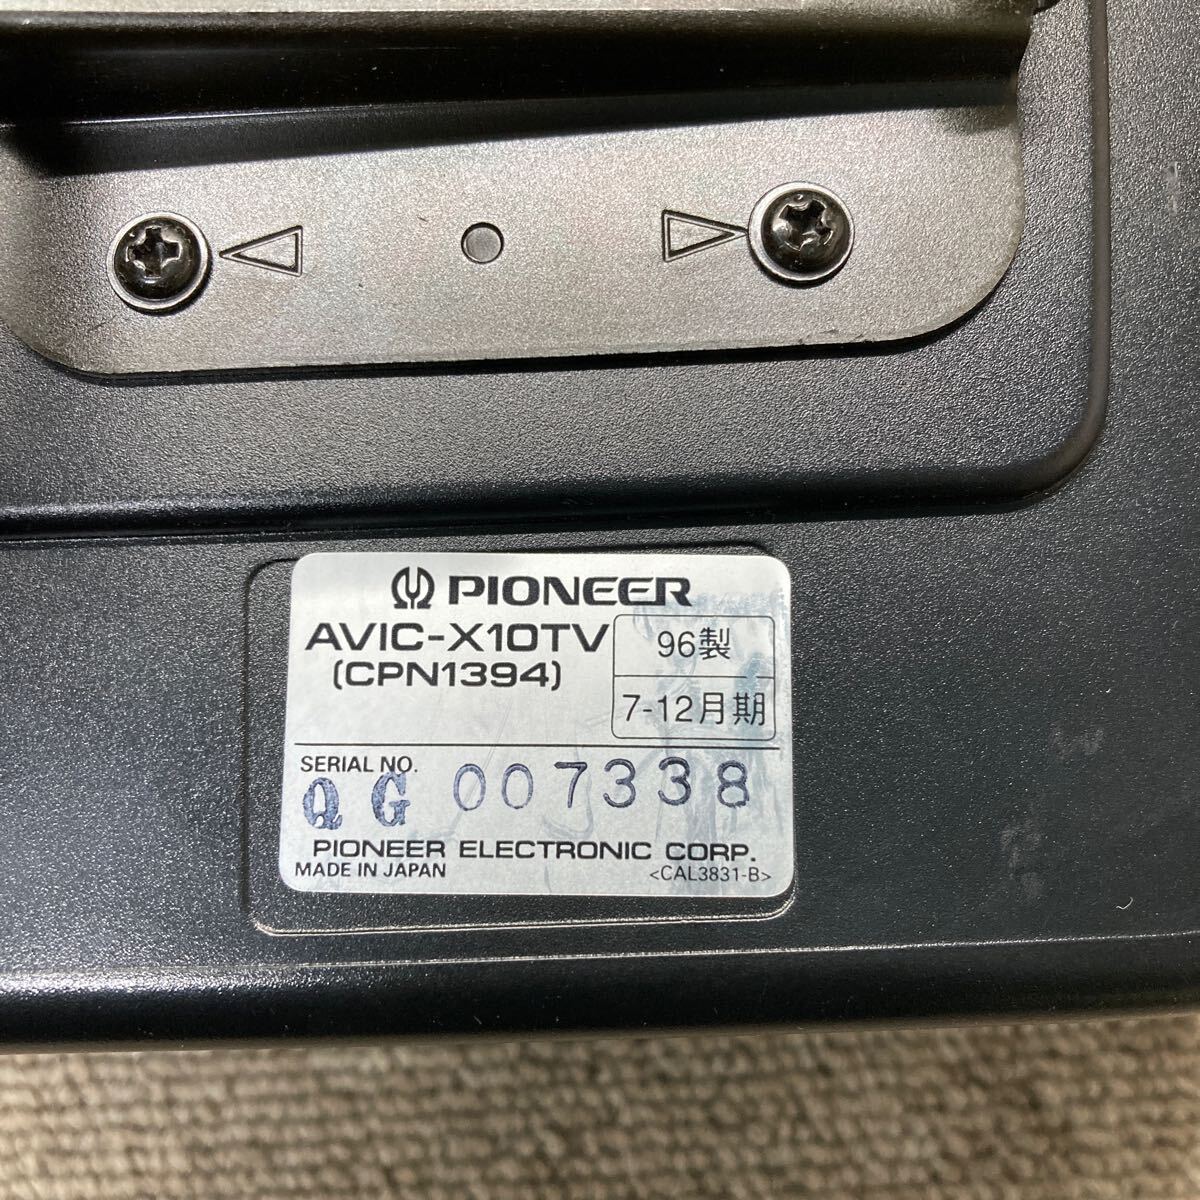 PIONEER
AVIC-X10TV
(CPN1394)
96製
7-12月期
SERIAL NO.
QG 007338
PIONEER ELECTRONIC CORP.
MADE IN JAPAN <CAL3831-B>